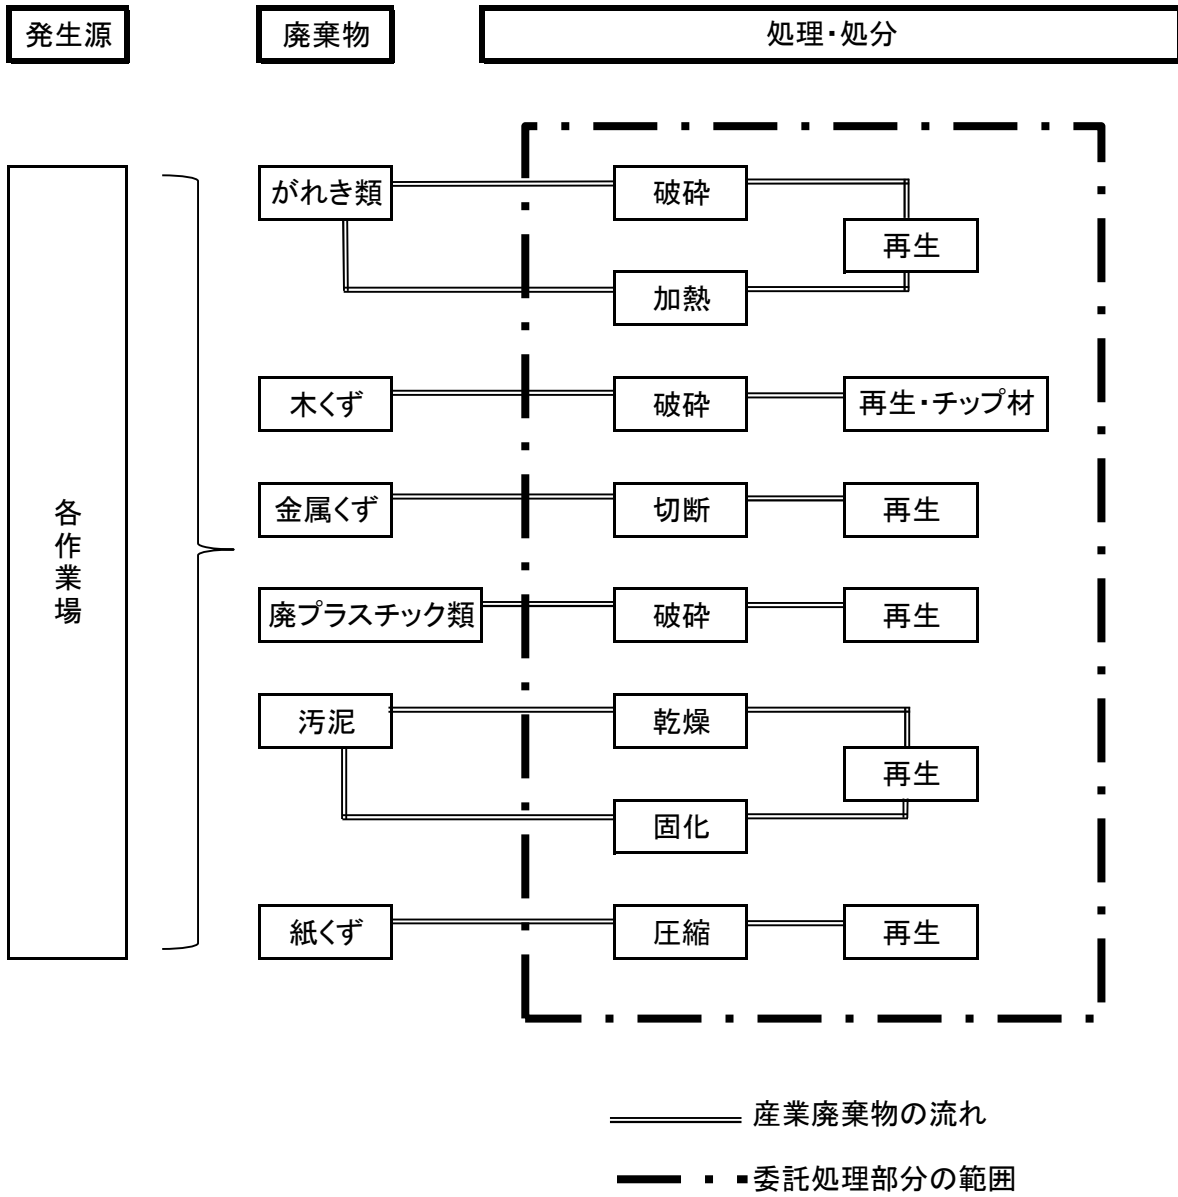 発生源
廃棄物
処理・処分
各作業場
がれき類
破砕
再生
加熱
木くず
破砕
再生・チップ材
金属くず
切断
再生
廃プラスチック類
破砕
再生
汚泥
乾燥
再生
固化
紙くず
圧縮
再生
産業廃棄物の流れ
委託処理部分の範囲